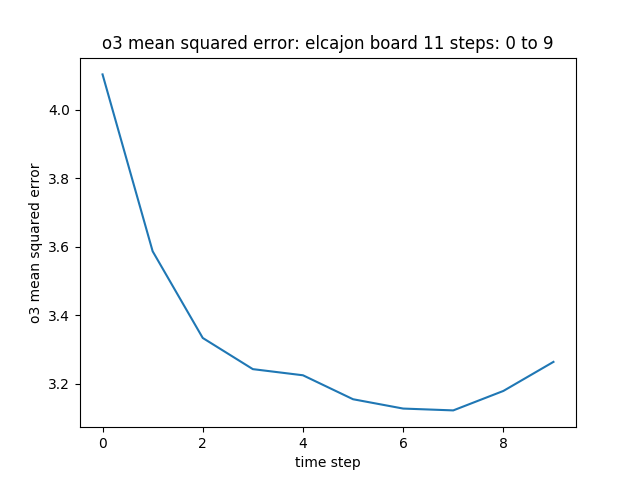 o3 mean squared error: elcajon board 11 steps: 0 to 9
o3 mean squared error
4.0
3.8
3.6
3.4
3.2
0 2 4 6 8
time step